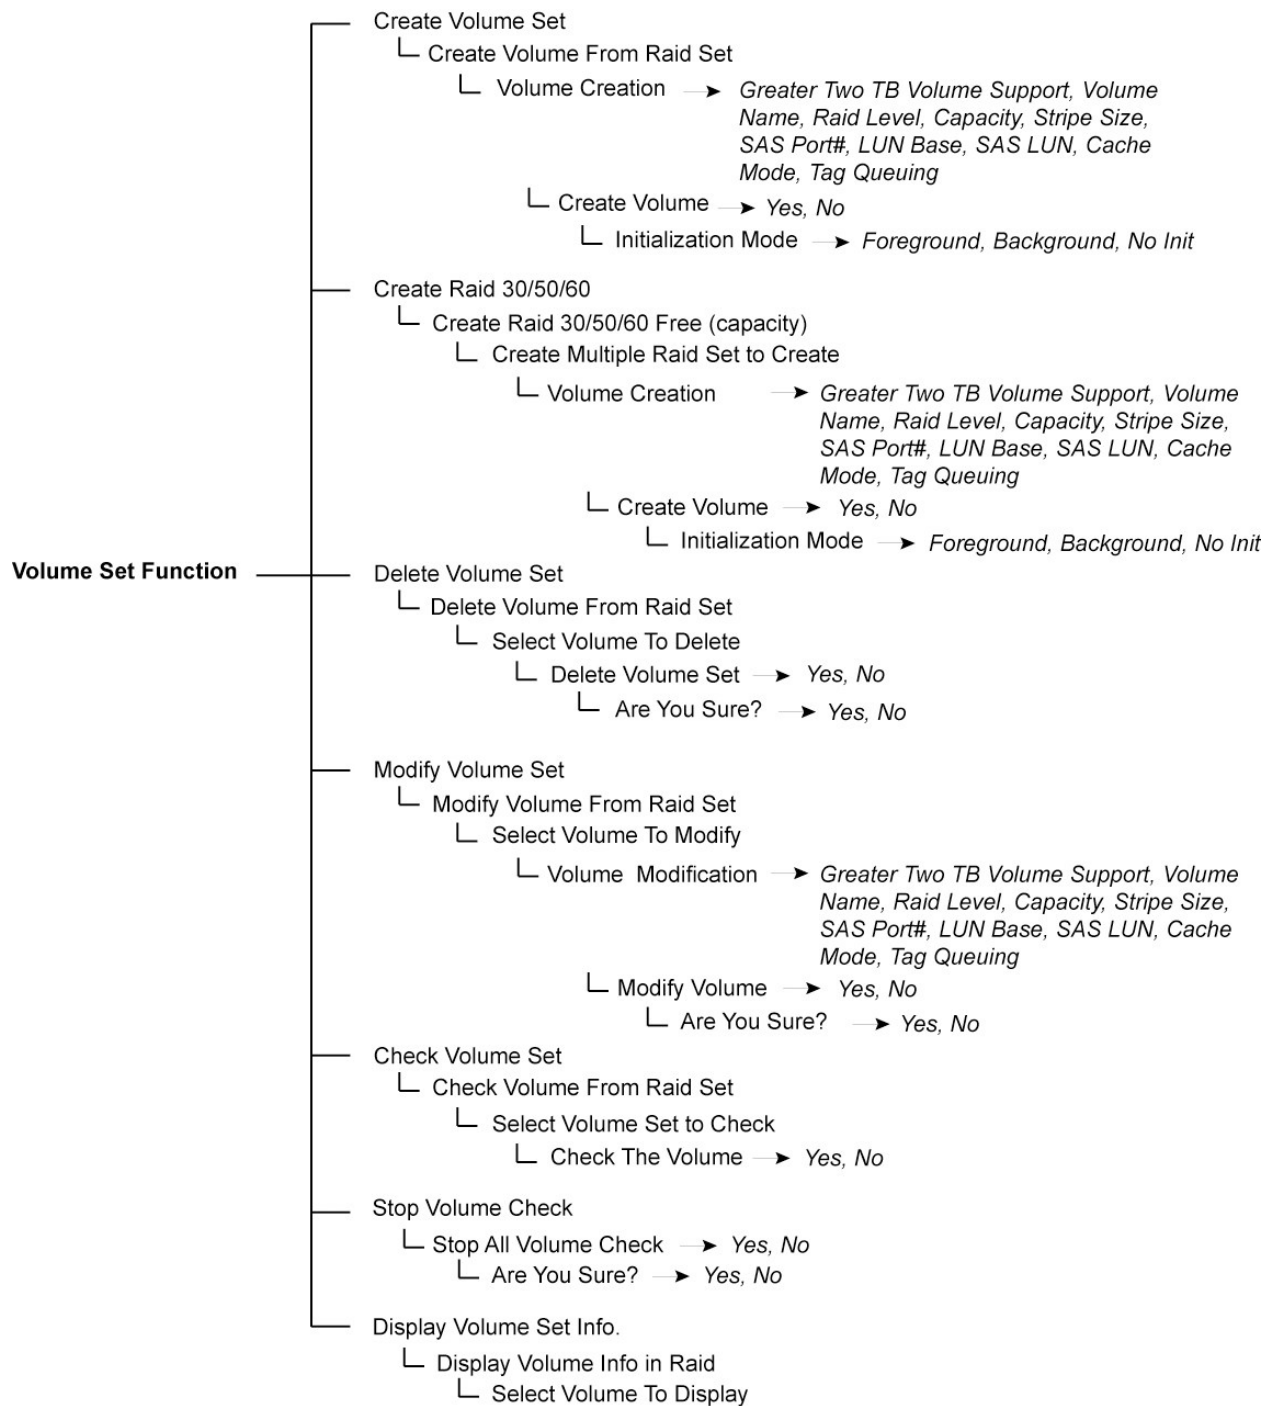 Create Volume Set
Create Volume From Raid Set
Volume Creation
Greater Two TB Volume Support, Volume
Name, Raid Level, Capacity, Stripe Size,
SAS Port#, LUN Base, SAS LUN, Cache
Mode, Tag Queuing
Create Volume
Yes, No
Initialization Mode
Foreground, Background, No Init
Create Raid 30/50/60
Create Raid 30/50/60 Free (capacity)
Create Multiple Raid Set to Create
Volume Creation
Greater Two TB Volume Support, Volume
Name, Raid Level, Capacity, Stripe Size,
SAS Port#, LUN Base, SAS LUN, Cache
Mode, Tag Queuing
Create Volume
Yes, No
Initialization Mode
Foreground, Background, No Init
Volume Set Function
Delete Volume Set
Delete Volume From Raid Set
Select Volume To Delete
Delete Volume Set
Yes, No
Are You Sure?
Yes, No
Modify Volume Set
Modify Volume From Raid Set
Select Volume To Modify
Volume Modification
Greater Two TB Volume Support, Volume
Name, Raid Level, Capacity, Stripe Size,
SAS Port#, LUN Base, SAS LUN, Cache
Mode, Tag Queuing
Modify Volume
Yes, No
Are You Sure?
Yes, No
Check Volume Set
Check Volume From Raid Set
Select Volume Set to Check
Check The Volume
Yes, No
Stop Volume Check
Stop All Volume Check
Yes, No
Are You Sure?
Yes, No
Display Volume Set Info.
Display Volume Info in Raid
Select Volume To Display